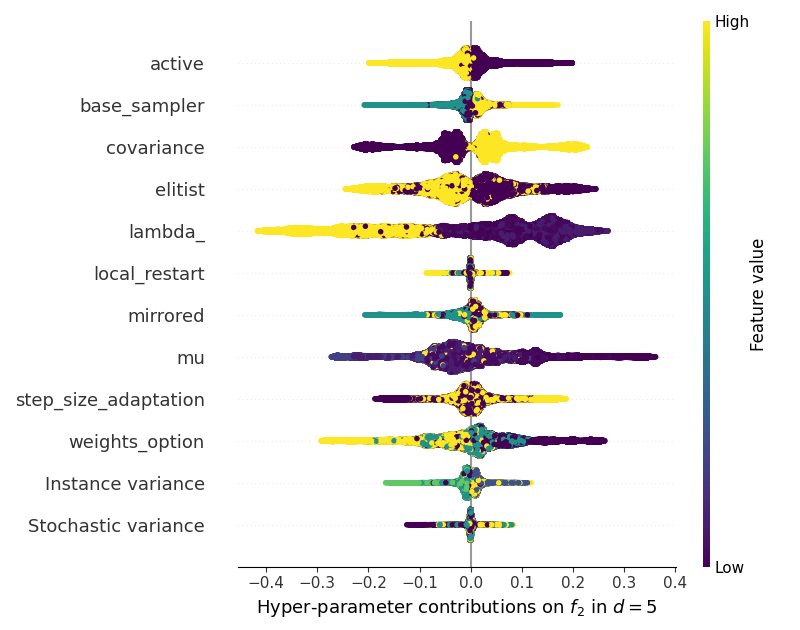 High
active
base_sampler
covariance
elitist
lambda_
local_restart
mirrored
mu
step_size_adaptation
weights_option
Instance variance
Stochastic variance
Feature value
Low
−0.4 −0.3 −0.2 −0.1 0.0 0.1 0.2 0.3 0.4
Hyper-parameter contributions on f₂ in d = 5